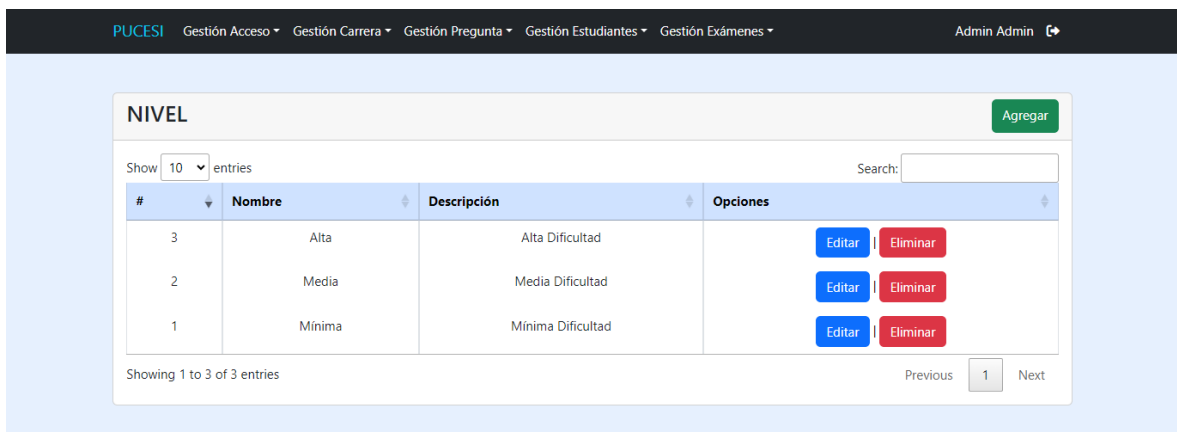 PUCESI Gestión Acceso Gestión Carrera Gestión Pregunta Gestión Estudiantes Gestión Exámenes Admin Admin
NIVEL Agregar
Show 10 entries Search:
# Nombre Descripción Opciones
3 Alta Alta Dificultad Editar | Eliminar
2 Media Media Dificultad Editar | Eliminar
1 Mínima Mínima Dificultad Editar | Eliminar
Showing 1 to 3 of 3 entries Previous 1 Next